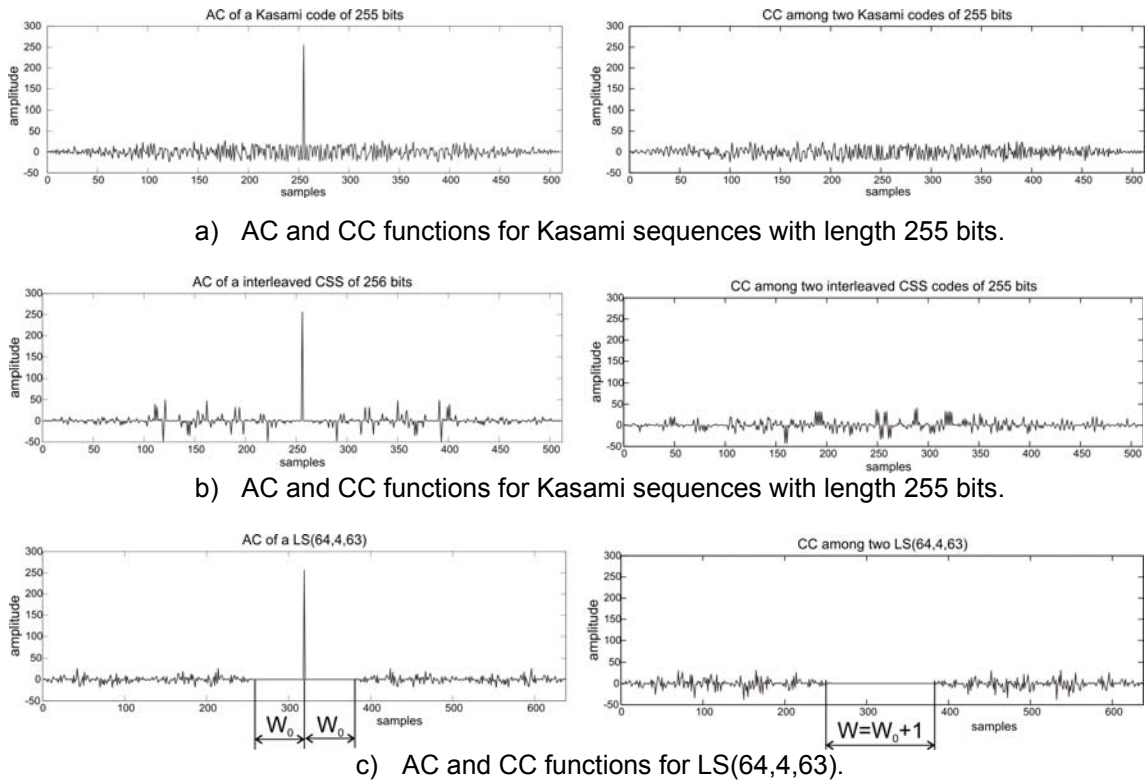 AC of a Kasami code of 255 bits
300
250
200
150
100
50
0
-50
amplitude
0 50 100 150 200 250 300 350 400 450 500
samples
CC among two Kasami codes of 255 bits
300
250
200
150
100
50
0
-50
amplitude
0 50 100 150 200 250 300 350 400 450 500
samples
a) AC and CC functions for Kasami sequences with length 255 bits.
AC of a interleaved CSS of 256 bits
300
250
200
150
100
50
0
-50
amplitude
0 50 100 150 200 250 300 350 400 450 500
samples
CC among two interleaved CSS codes of 255 bits
300
250
200
150
100
50
0
-50
amplitude
0 50 100 150 200 250 300 350 400 450 500
samples
b) AC and CC functions for Kasami sequences with length 255 bits.
AC of a LS(64,4,63)
300
250
200
150
100
50
0
-50
amplitude
0 100 200 300 400 500 600
samples
W₀ W₀
CC among two LS(64,4,63)
300
250
200
150
100
50
0
-50
amplitude
0 100 200 300 400 500 600
samples
W=W₀+1
c) AC and CC functions for LS(64,4,63).